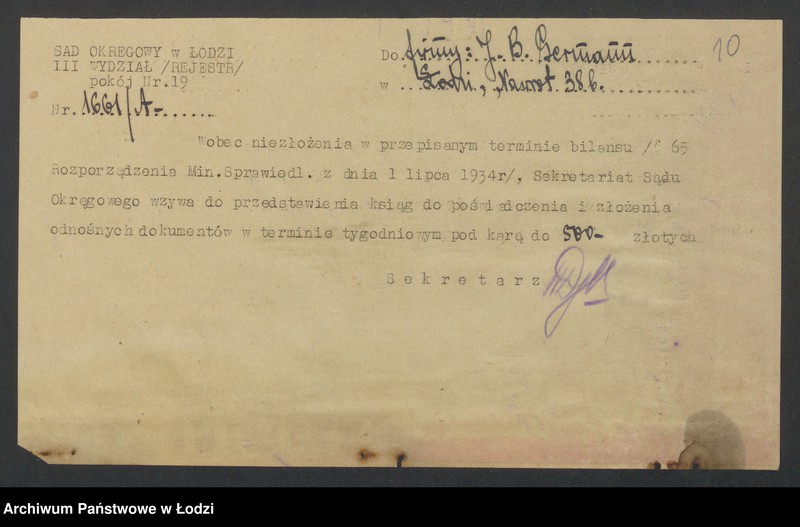 SĄD OKRĘGOWY w ŁODZI
III WYDZIAŁ /REJESTR/
pokój Nr.19
Nr. 1661/A-
Do firmy: J. B. Germann
w Łodzi, Nawrot 38b.
10
Wobec niezłożenia w przepisanym terminie bilansu /§ 65
Rozporządzenia Min.Sprawiedl. z dnia 1 lipca 1934r/, Sekretariat Sądu
Okręgowego wzywa do przedstawienia ksiąg do poświadczenia i złożenia
odnośnych dokumentów w terminie tygodniowym pod karą do 500- złotych
Sekretarz
Archiwum Państwowe w Łodzi